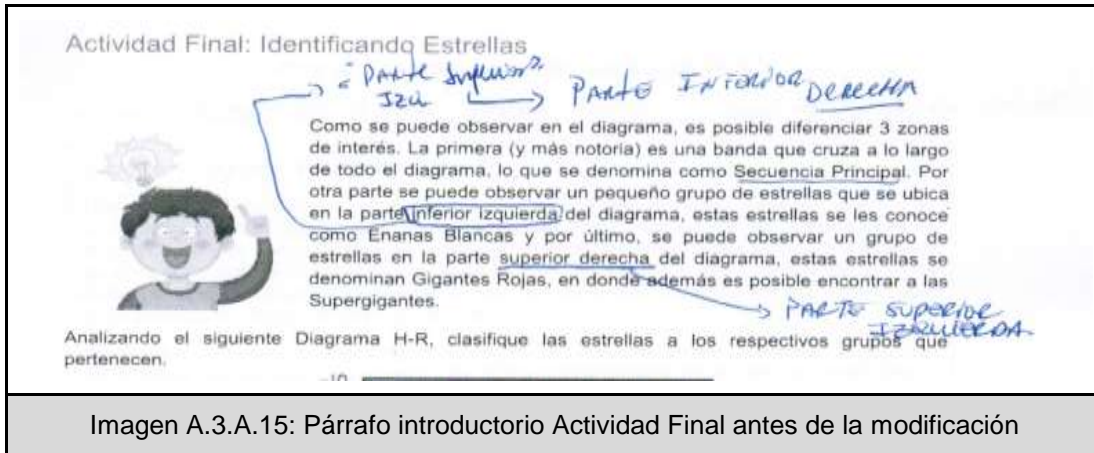 Actividad Final: Identificando Estrellas
"PARTE Superior"
IZQ
PARTE INFERIOR DERECHA
Como se puede observar en el diagrama, es posible diferenciar 3 zonas
de interés. La primera (y más notoria) es una banda que cruza a lo largo
de todo el diagrama, lo que se denomina como Secuencia Principal. Por
otra parte se puede observar un pequeño grupo de estrellas que se ubica
en la parte inferior izquierda del diagrama, estas estrellas se les conoce
como Enanas Blancas y por último, se puede observar un grupo de
estrellas en la parte superior derecha del diagrama, estas estrellas se
denominan Gigantes Rojas, en donde además es posible encontrar a las
Supergigantes.
PARTE SUPERIOR
IZQUIERDA.
Analizando el siguiente Diagrama H-R, clasifique las estrellas a los respectivos grupos que
pertenecen.
-10
Imagen A.3.A.15: Párrafo introductorio Actividad Final antes de la modificación